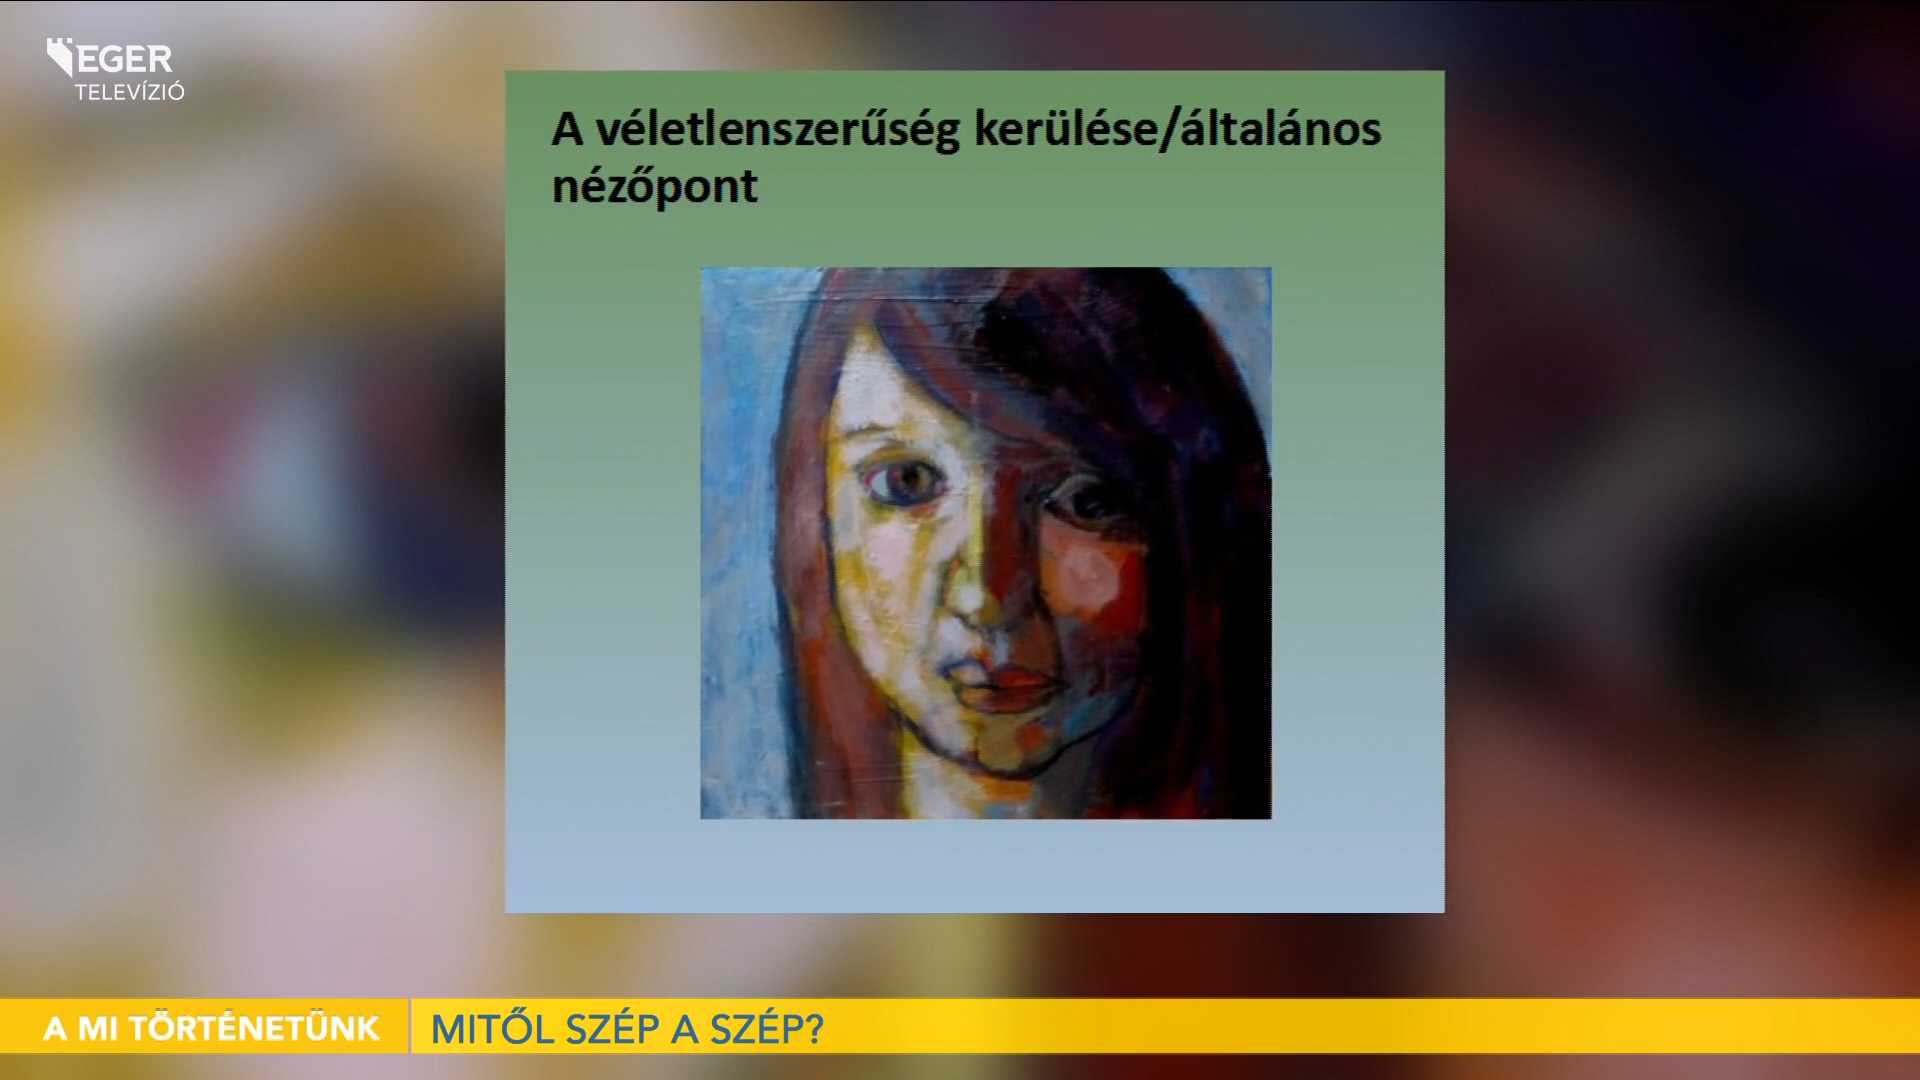 EGER
TELEVÍZIÓ
A véletlenszerűség kerülése/általános
nézőpont
A MI TÖRTÉNETÜNK
MITŐL SZÉP A SZÉP?